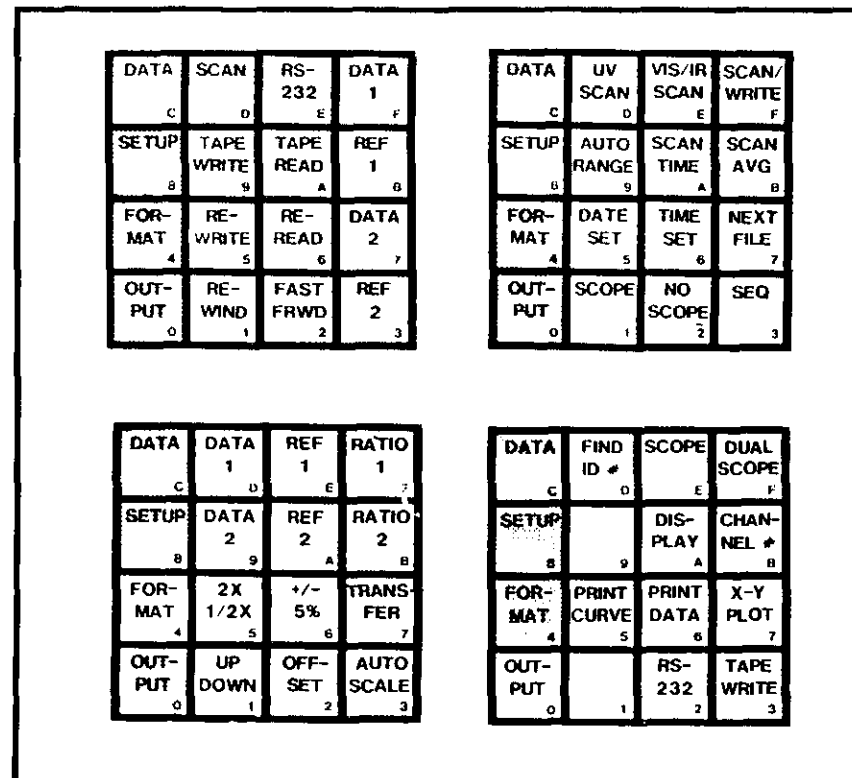 DATA SCAN RS- DATA
232 1
C D E F
SETUP TAPE TAPE REF
WRITE READ 1
8 9 A B
FOR- RE- RE- DATA
MAT WRITE READ 2
4 5 6 7
OUT- RE- FAST REF
PUT WIND FRWD 2
0 1 2 3
DATA UV VIS/IR SCAN/
SCAN SCAN WRITE
C D E F
SETUP AUTO SCAN SCAN
RANGE TIME AVG
8 9 A B
FOR- DATE TIME NEXT
MAT SET SET FILE
4 5 6 7
OUT- SCOPE NO SEQ
PUT SCOPE
0 1 2 3
DATA DATA REF RATIO
1 1 1
C D E F
SETUP DATA REF RATIO
2 2 2
8 9 A B
FOR- 2X +/- TRANS-
MAT 1/2X 5% FER
4 5 6 7
OUT- UP OFF- AUTO
PUT DOWN SET SCALE
0 1 2 3
DATA FIND SCOPE DUAL
ID # SCOPE
C D E F
SETUP DIS- CHAN-
PLAY NEL #
8 9 A B
FOR- PRINT PRINT X-Y
MAT CURVE DATA PLOT
4 5 6 7
OUT- RS- TAPE
PUT 232 WRITE
0 1 2 3